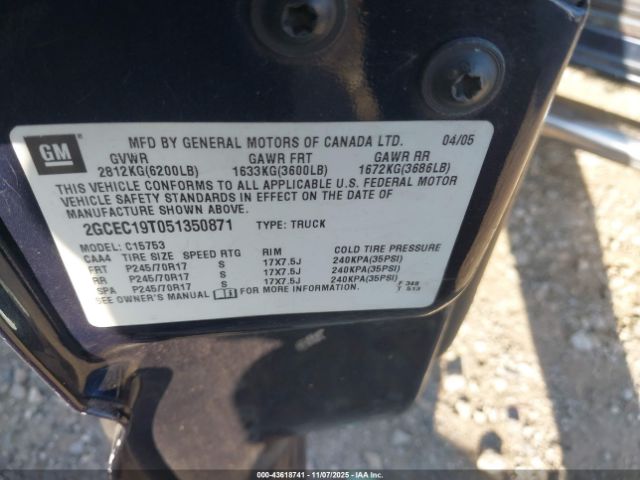 GM
MFD BY GENERAL MOTORS OF CANADA LTD. 04/05
GVWR GAWR FRT GAWR RR
2812KG(6200LB) 1633KG(3600LB) 1672KG(3686LB)
THIS VEHICLE CONFORMS TO ALL APPLICABLE U.S. FEDERAL MOTOR
VEHICLE SAFETY STANDARDS IN EFFECT ON THE DATE OF
MANUFACTURE SHOWN ABOVE.
2GCEC19T051350871 TYPE: TRUCK
MODEL: C15753
CAA4 TIRE SIZE SPEED RTG RIM COLD TIRE PRESSURE
FRT P245/70R17 S 17X7.5J 240KPA(35PSI)
RR P245/70R17 S 17X7.5J 240KPA(35PSI)
SPA P245/70R17 S 17X7.5J 240KPA(35PSI)
SEE OWNER'S MANUAL FOR MORE INFORMATION.
F 348
T 513
000-43618741 - 11/07/2025 - COPYRIGHT IAA, LLC.